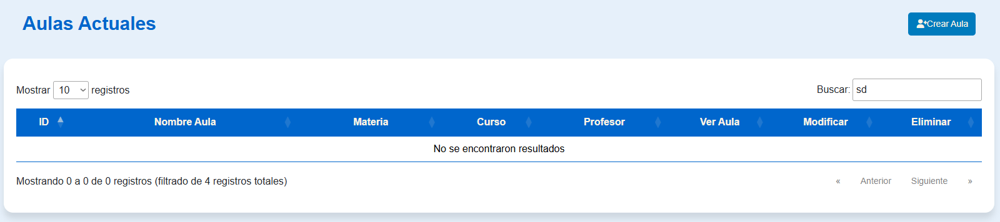 Aulas Actuales
Crear Aula
Mostrar 10 registros
Buscar: sd
ID Nombre Aula Materia Curso Profesor Ver Aula Modificar Eliminar
No se encontraron resultados
Mostrando 0 a 0 de 0 registros (filtrado de 4 registros totales)
« Anterior Siguiente »